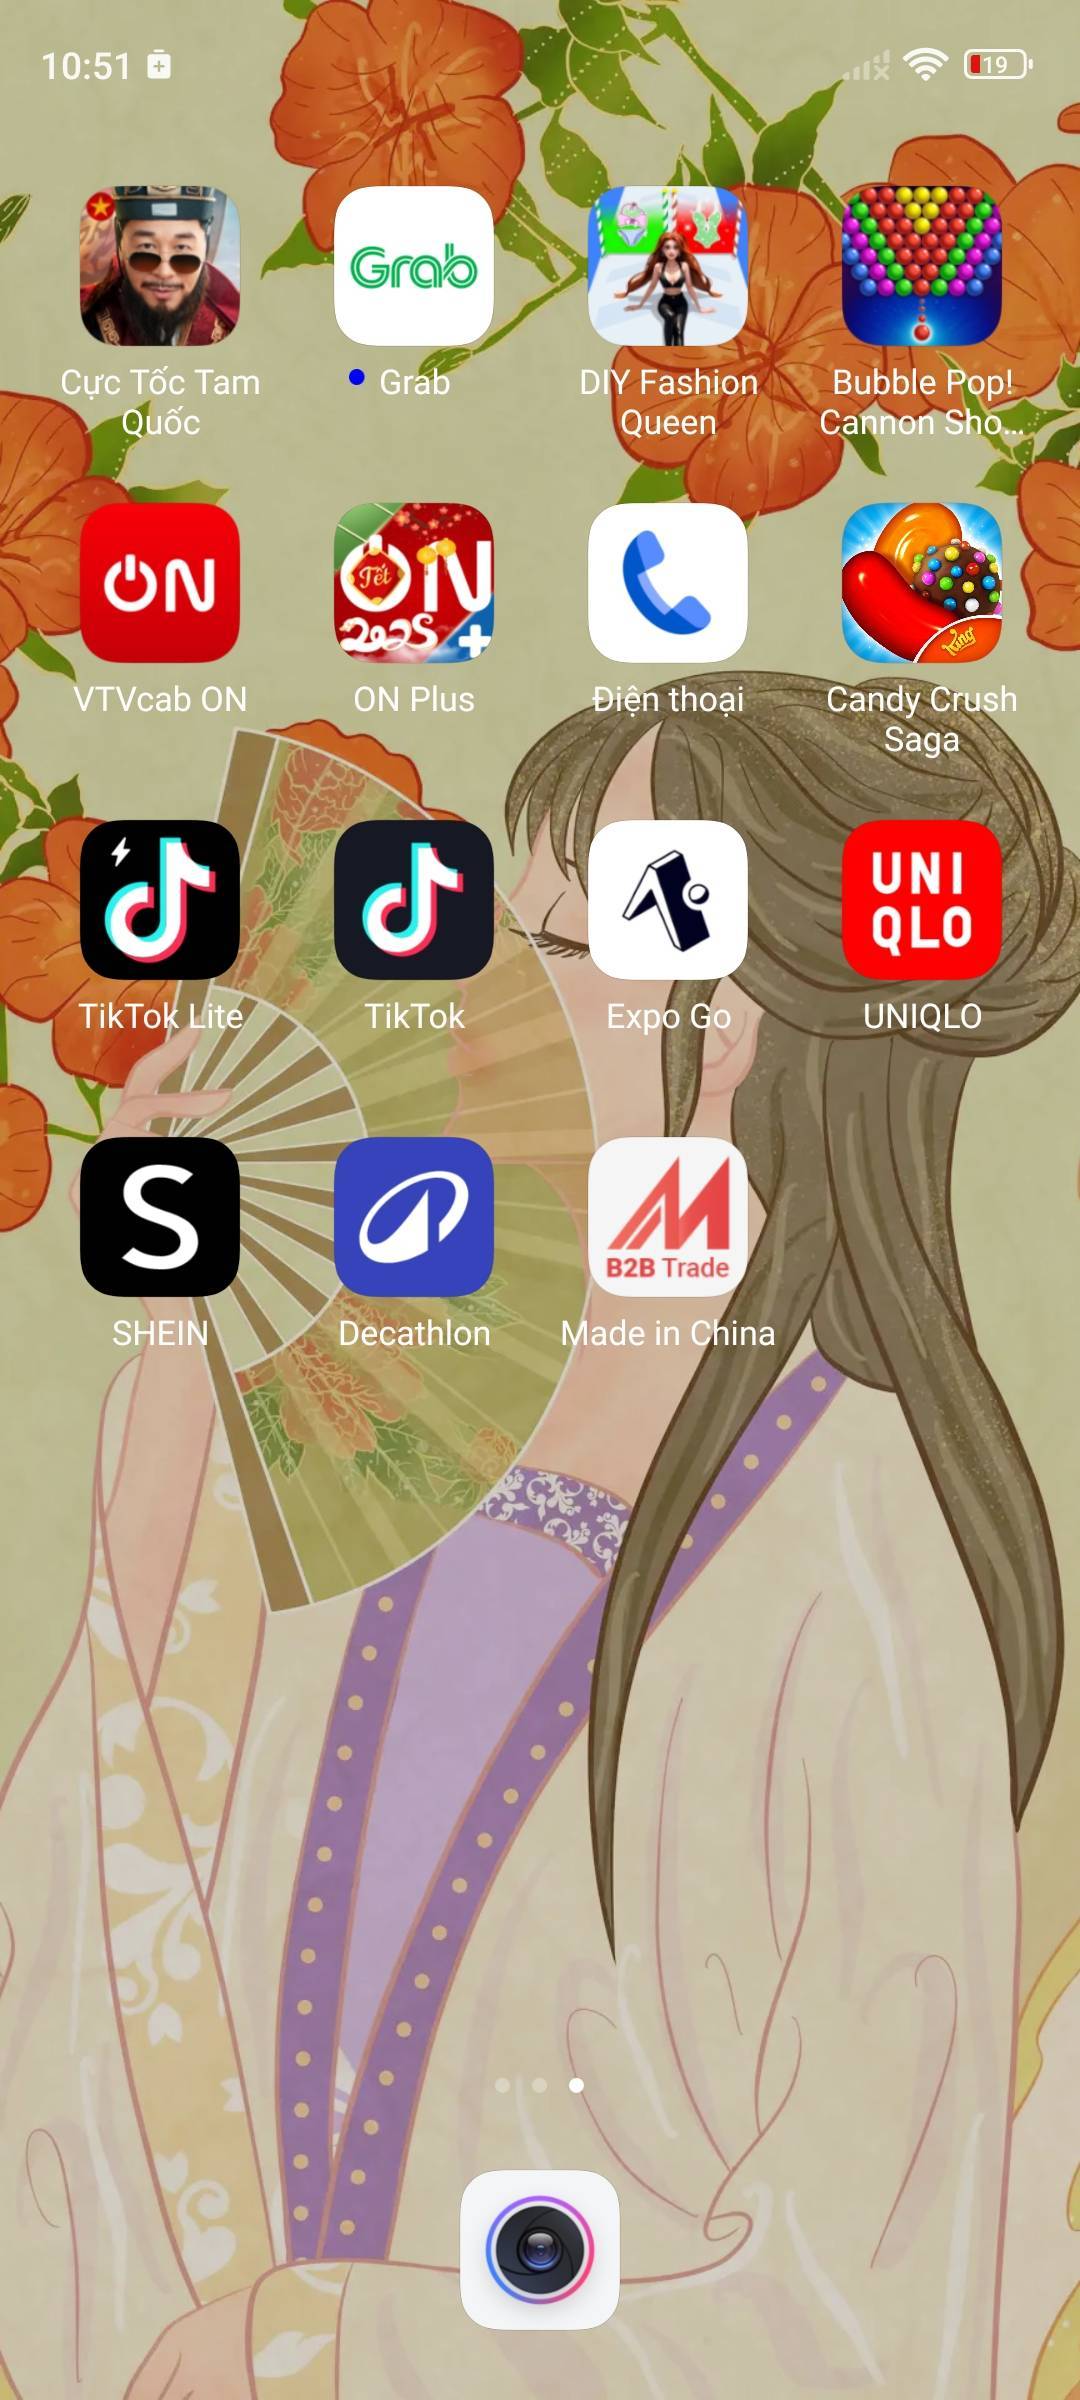 10:51
19
Grab
Cực Tốc Tam
Quốc
Grab
DIY Fashion
Queen
Bubble Pop!
Cannon Sho...
ON
Tết
ON
2025
+
King
VTVcab ON
ON Plus
Điện thoại
Candy Crush
Saga
UNI
QLO
TikTok Lite
TikTok
Expo Go
UNIQLO
S
M
B2B Trade
SHEIN
Decathlon
Made in China